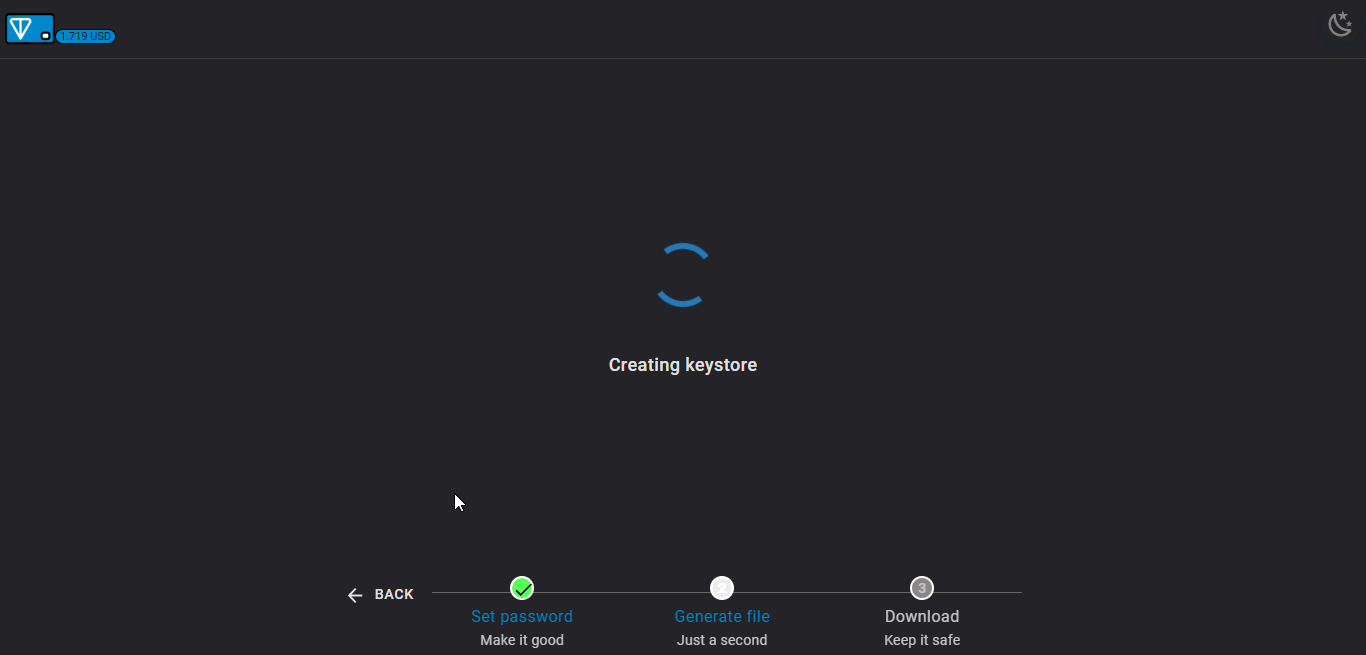 1.719 USD
Creating keystore
BACK
Set password
Make it good
2
Generate file
Just a second
3
Download
Keep it safe